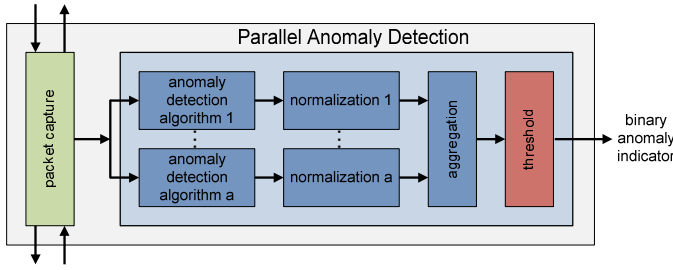 Parallel Anomaly Detection
packet capture
anomaly
detection
algorithm 1
normalization 1
anomaly
detection
algorithm a
normalization a
aggregation
threshold
binary
anomaly
indicator